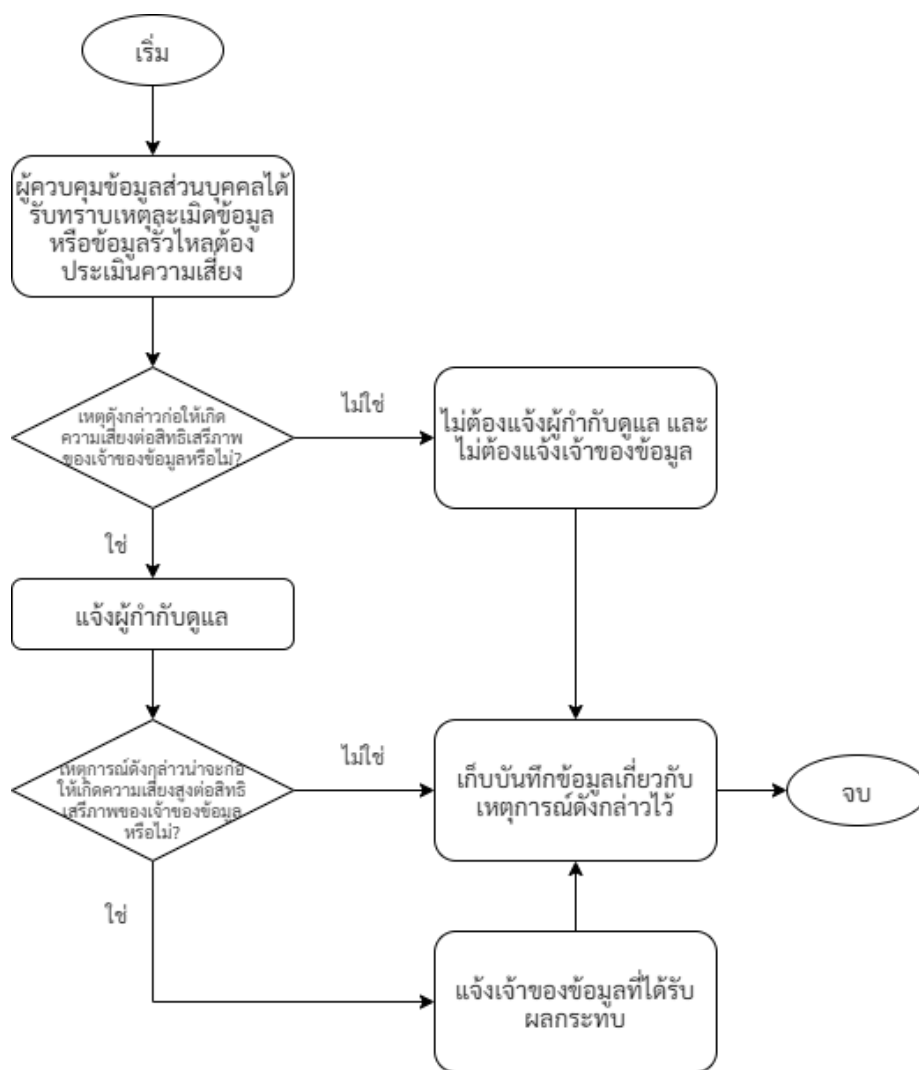 เริ่ม
ผู้ควบคุมข้อมูลส่วนบุคคลได้
รับทราบเหตุละเมิดข้อมูล
หรือข้อมูลรั่วไหลต้อง
ประเมินความเสี่ยง
เหตุดังกล่าวก่อให้เกิด
ความเสี่ยงต่อสิทธิเสรีภาพ
ของเจ้าของข้อมูลหรือไม่?
ไม่ใช่
ไม่ต้องแจ้งผู้กำกับดูแล และ
ไม่ต้องแจ้งเจ้าของข้อมูล
ใช่
แจ้งผู้กำกับดูแล
เหตุการณ์ดังกล่าวน่าจะก่อ
ให้เกิดความเสี่ยงสูงต่อสิทธิ
เสรีภาพของเจ้าของข้อมูล
หรือไม่?
ไม่ใช่
เก็บบันทึกข้อมูลเกี่ยวกับ
เหตุการณ์ดังกล่าวไว้
จบ
ใช่
แจ้งเจ้าของข้อมูลที่ได้รับ
ผลกระทบ